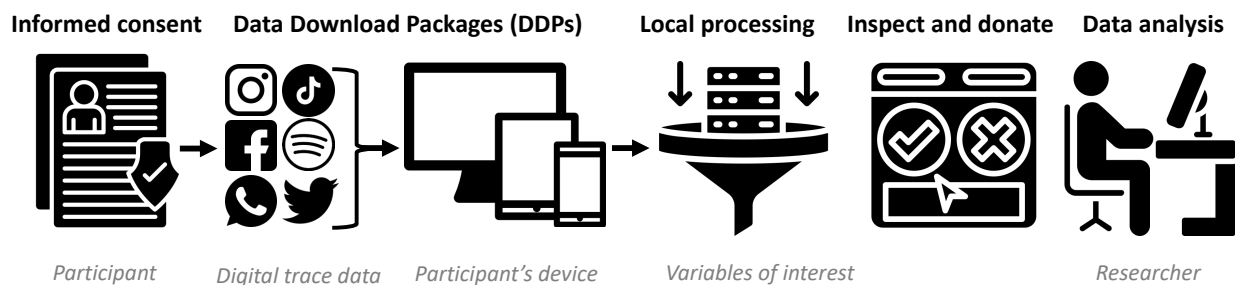 Informed consent
Data Download Packages (DDPs)
Local processing
Inspect and donate
Data analysis
Participant
Digital trace data
Participant's device
Variables of interest
Researcher